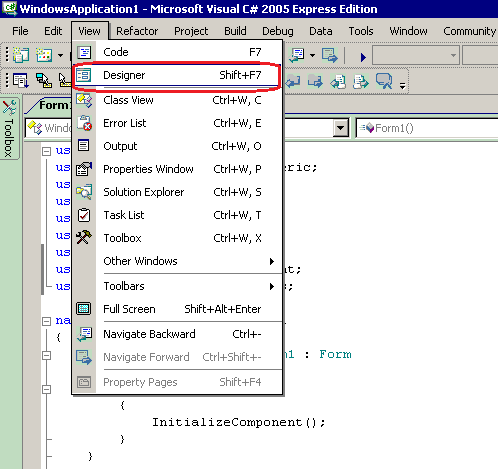 WindowsApplication1 - Microsoft Visual C# 2005 Express Edition
File Edit View Refactor Project Build Debug Data Tools Window Community
Code F7
Designer Shift+F7
Class View Ctrl+W, C
Error List Ctrl+W, E
Output Ctrl+W, O
Properties Window Ctrl+W, P
Solution Explorer Ctrl+W, S
Task List Ctrl+W, T
Toolbox Ctrl+W, X
Other Windows
Toolbars
Full Screen Shift+Alt+Enter
Navigate Backward Ctrl+-
Navigate Forward Ctrl+Shift+-
Property Pages Shift+F4
Toolbox
Form
Windo
Form1()
us
us eric;
us
us
us
us nt;
us s;
na
{
m1 : Form
{
InitializeComponent();
}
}